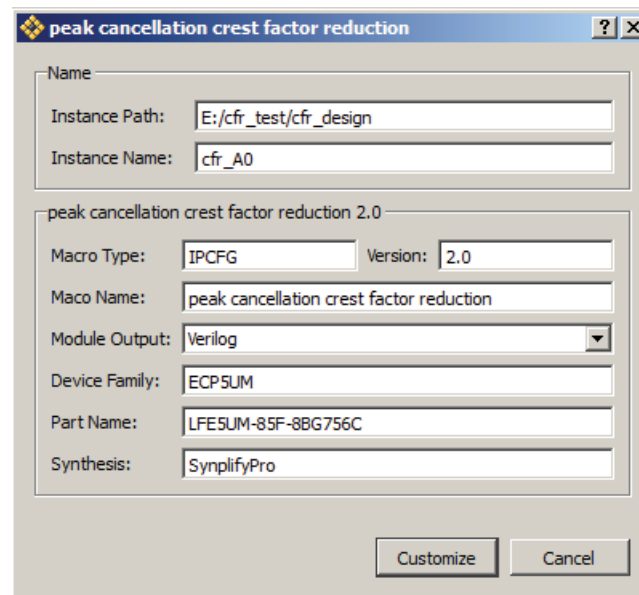 peak cancellation crest factor reduction
Name
Instance Path: E:/cfr_test/cfr_design
Instance Name: cfr_A0
peak cancellation crest factor reduction 2.0
Macro Type: IPCFG Version: 2.0
Maco Name: peak cancellation crest factor reduction
Module Output: Verilog
Device Family: ECP5UM
Part Name: LFE5UM-85F-8BG756C
Synthesis: SynplifyPro
Customize Cancel